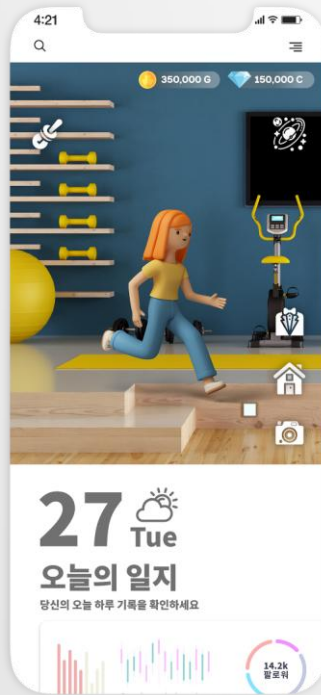 4:21
350,000 G
150,000 C
27
Tue
오늘의 일지
당신의 오늘 하루 기록을 확인하세요
14.2k
팔로워